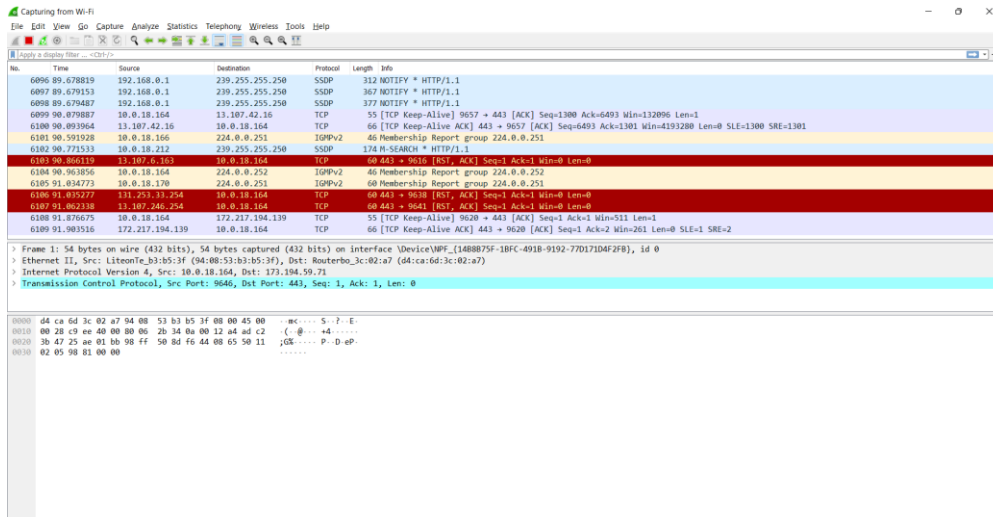 Capturing from Wi-Fi
File Edit View Go Capture Analyze Statistics Telephony Wireless Tools Help
Apply a display filter ... <Ctrl-/>
No. Time Source Destination Protocol Length Info
6096 89.678819 192.168.0.1 239.255.255.250 SSDP 312 NOTIFY * HTTP/1.1
6097 89.679153 192.168.0.1 239.255.255.250 SSDP 367 NOTIFY * HTTP/1.1
6098 89.679487 192.168.0.1 239.255.255.250 SSDP 377 NOTIFY * HTTP/1.1
6099 90.079887 10.0.18.164 13.107.42.16 TCP 55 [TCP Keep-Alive] 9657 → 443 [ACK] Seq=1300 Ack=6493 Win=132096 Len=1
6100 90.093964 13.107.42.16 10.0.18.164 TCP 66 [TCP Keep-Alive ACK] 443 → 9657 [ACK] Seq=6493 Ack=1301 Win=4193280 Len=0 SLE=1300 SRE=1301
6101 90.591928 10.0.18.166 224.0.0.251 IGMPv2 46 Membership Report group 224.0.0.251
6102 90.771533 10.0.18.212 239.255.255.250 SSDP 174 M-SEARCH * HTTP/1.1
6103 90.866119 13.107.6.163 10.0.18.164 TCP 60 443 → 9616 [RST, ACK] Seq=1 Ack=1 Win=0 Len=0
6104 90.963856 10.0.18.164 224.0.0.252 IGMPv2 46 Membership Report group 224.0.0.252
6105 91.034773 10.0.18.170 224.0.0.251 IGMPv2 60 Membership Report group 224.0.0.251
6106 91.035277 131.253.33.254 10.0.18.164 TCP 60 443 → 9638 [RST, ACK] Seq=1 Ack=1 Win=0 Len=0
6107 91.062338 13.107.246.254 10.0.18.164 TCP 60 443 → 9641 [RST, ACK] Seq=1 Ack=1 Win=0 Len=0
6108 91.876675 10.0.18.164 172.217.194.139 TCP 55 [TCP Keep-Alive] 9620 → 443 [ACK] Seq=1 Ack=1 Win=511 Len=1
6109 91.903516 172.217.194.139 10.0.18.164 TCP 66 [TCP Keep-Alive ACK] 443 → 9620 [ACK] Seq=1 Ack=2 Win=261 Len=0 SLE=1 SRE=2
> Frame 1: 54 bytes on wire (432 bits), 54 bytes captured (432 bits) on interface \Device\NPF_{14B8B75F-1BFC-491B-9192-77D171D4F2FB}, id 0
> Ethernet II, Src: LiteonTe_b3:b5:3f (94:08:53:b3:b5:3f), Dst: Routerbo_3c:02:a7 (d4:ca:6d:3c:02:a7)
> Internet Protocol Version 4, Src: 10.0.18.164, Dst: 173.194.59.71
> Transmission Control Protocol, Src Port: 9646, Dst Port: 443, Seq: 1, Ack: 1, Len: 0
0000 d4 ca 6d 3c 02 a7 94 08 53 b3 b5 3f 08 00 45 00 ··m<···· S··?··E·
0010 00 28 c9 ee 40 00 80 06 2b 34 0a 00 12 a4 ad c2 ·(··@··· +4······
0020 3b 47 25 ae 01 bb 98 ff 50 8d f6 44 08 65 50 11 ;G%····· P··D·eP·
0030 02 05 98 81 00 00 ······